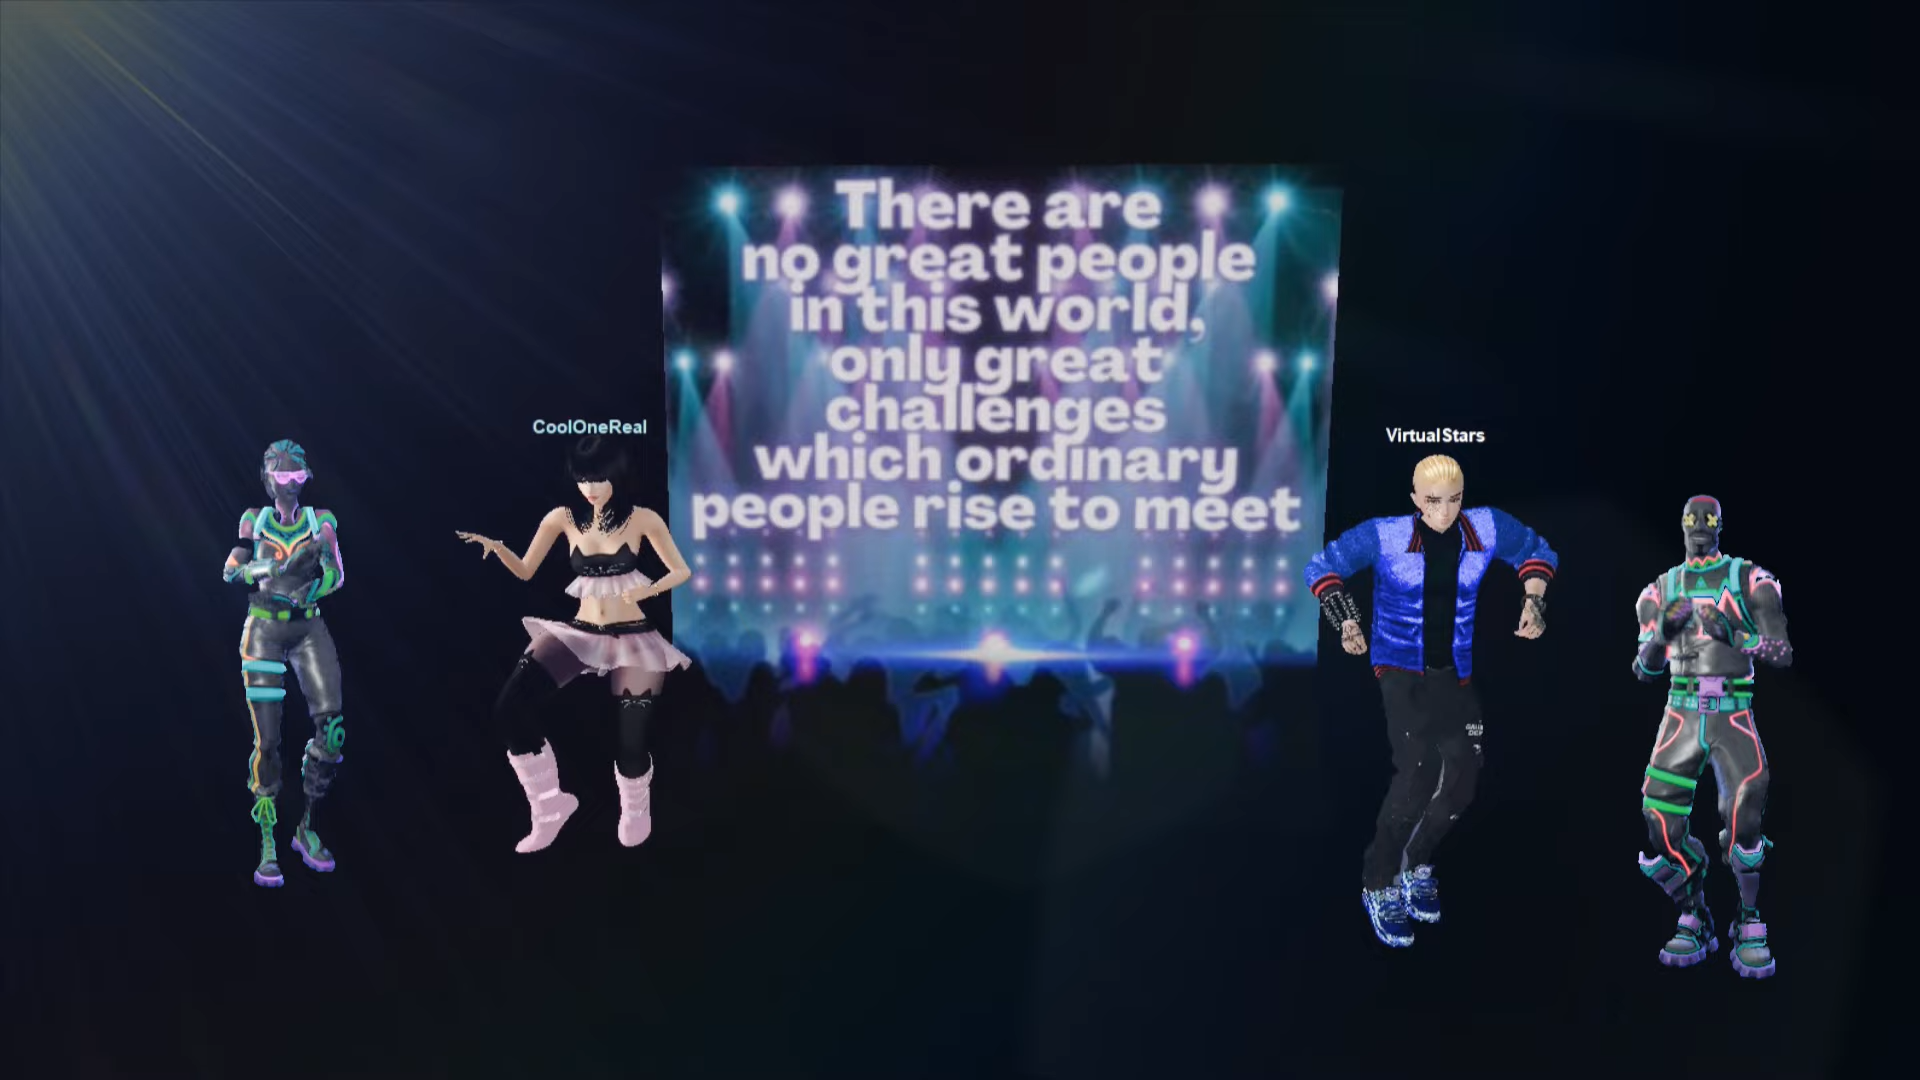 There are
no great people
in this world,
only great
challenges
which ordinary
people rise to meet
CoolOneReal
VirtualStars